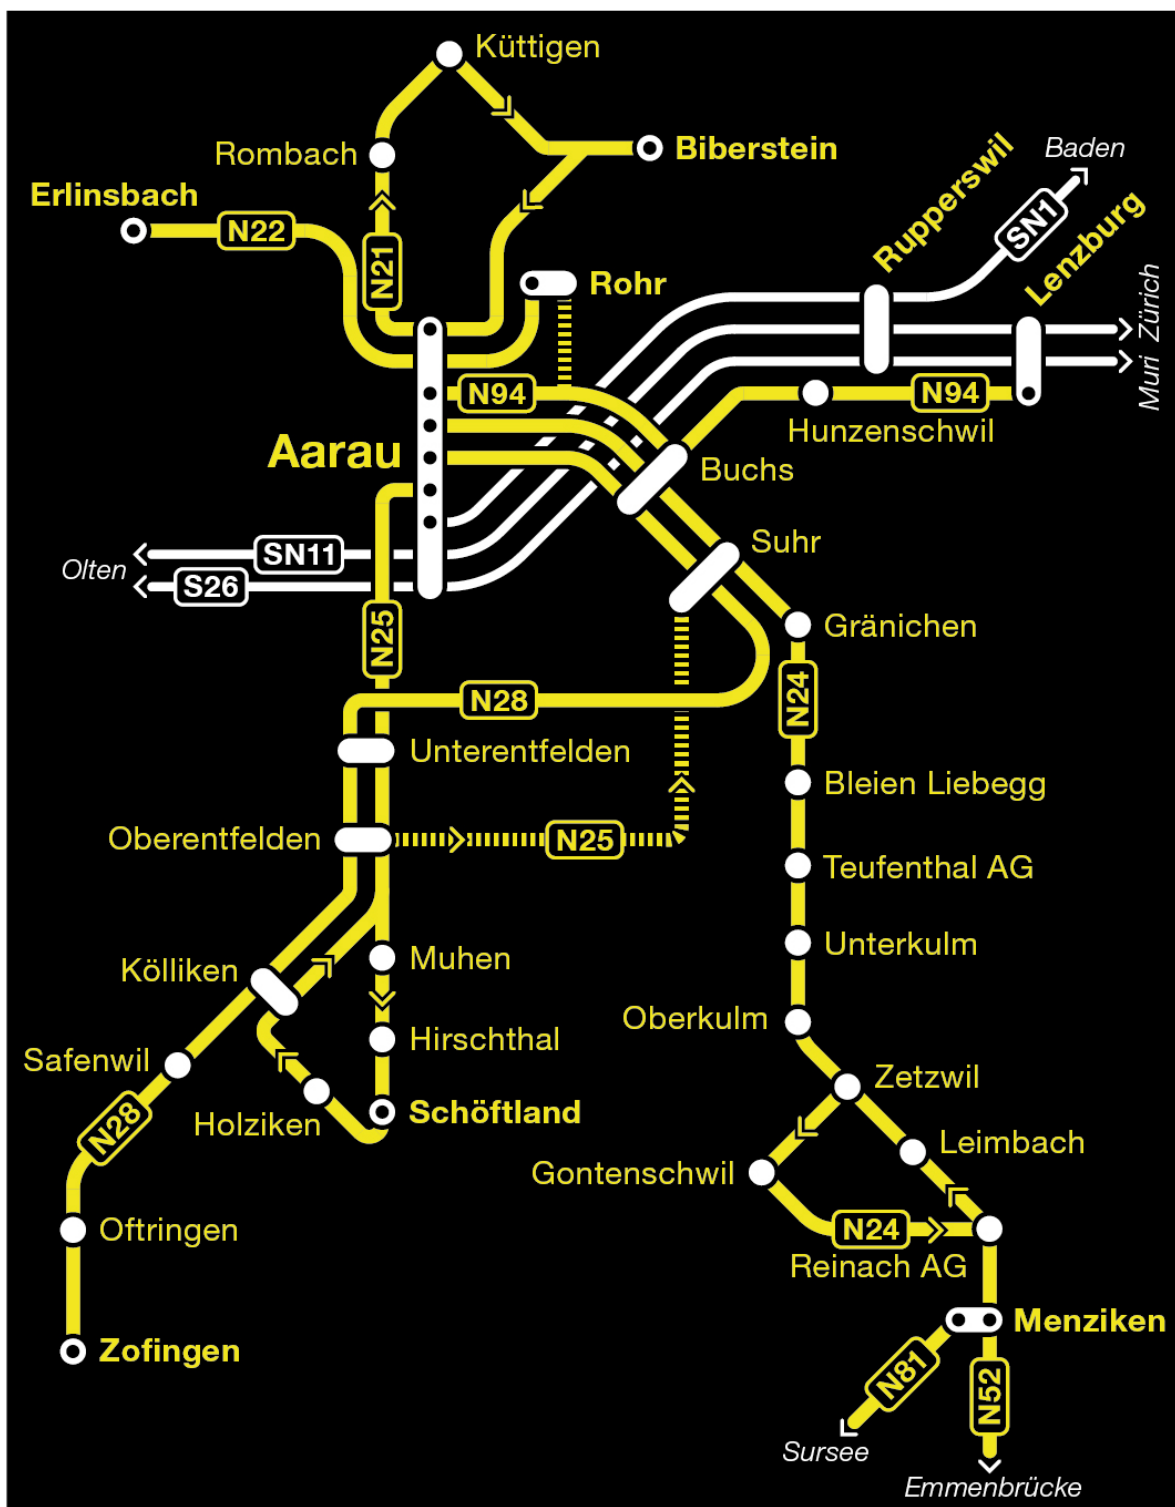 Küttigen
Rombach
Biberstein
Baden
Erlinsbach
N22
N21
Rohr
Rupperswil
SN1
Lenzburg
Zürich
Muri
N94
N94
Hunzenschwil
Aarau
Buchs
Suhr
Olten
SN11
S26
Gränichen
N25
N28
N24
Unterentfelden
Bleien Liebegg
Oberentfelden
N25
Teufenthal AG
Unterkulm
Kölliken
Muhen
Oberkulm
Hirschthal
Safenwil
Zetzwil
N28
Holziken
Schöftland
Leimbach
Gontenschwil
Oftringen
N24
Reinach AG
Menziken
Zofingen
N81
N52
Sursee
Emmenbrücke